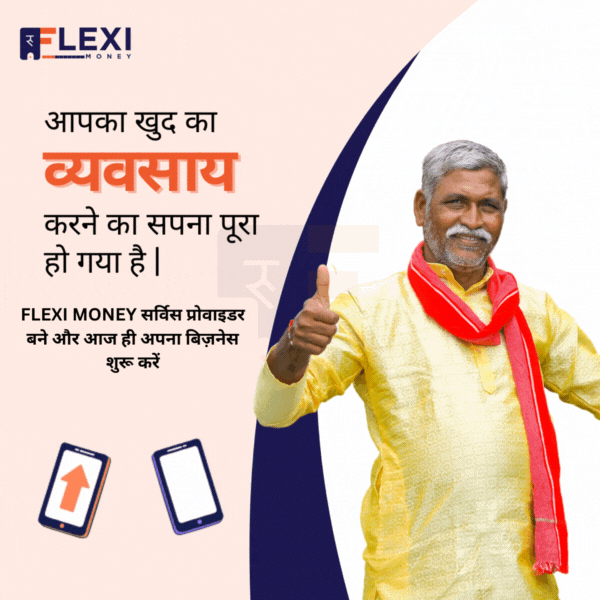 FLEXI
MONEY
आपका खुद का
व्यवसाय
करने का सपना पूरा
हो गया है |
FLEXI MONEY सर्विस प्रोवाइडर
बने और आज ही अपना बिज़नेस
शुरू करें